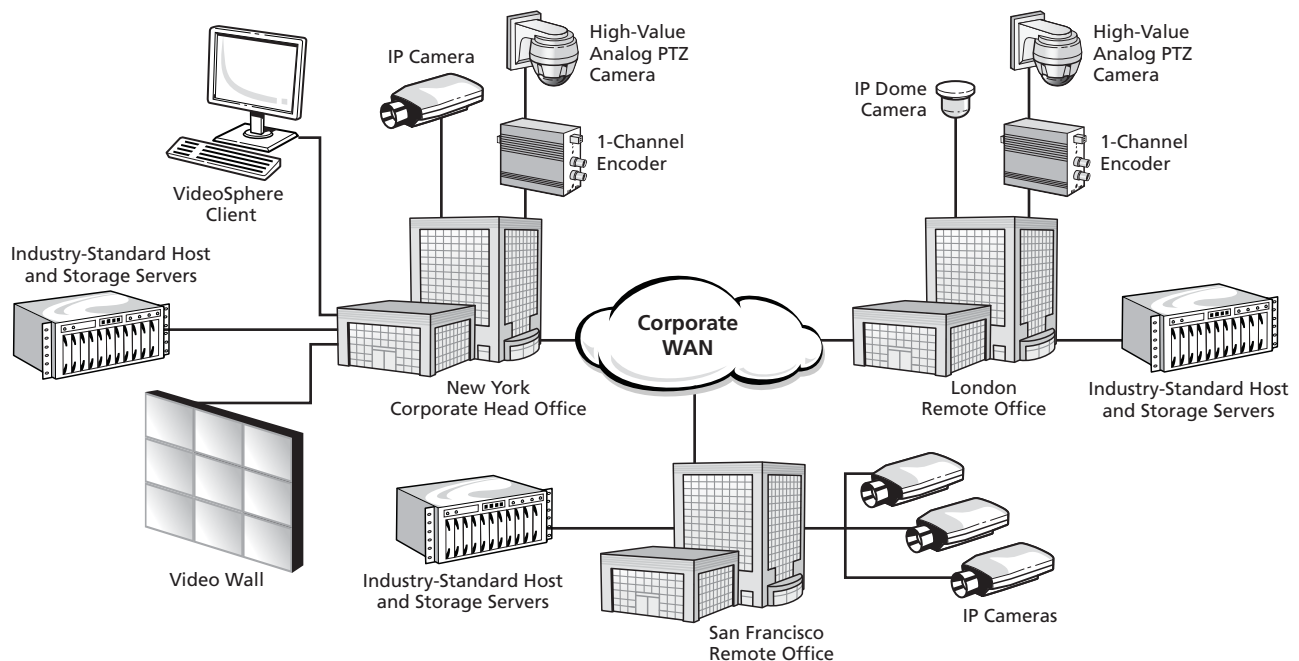 IP Camera
High-Value
Analog PTZ
Camera
1-Channel
Encoder
VideoSphere
Client
Industry-Standard Host
and Storage Servers
New York
Corporate Head Office
Video Wall
Corporate
WAN
IP Dome
Camera
High-Value
Analog PTZ
Camera
1-Channel
Encoder
London
Remote Office
Industry-Standard Host
and Storage Servers
Industry-Standard Host
and Storage Servers
San Francisco
Remote Office
IP Cameras